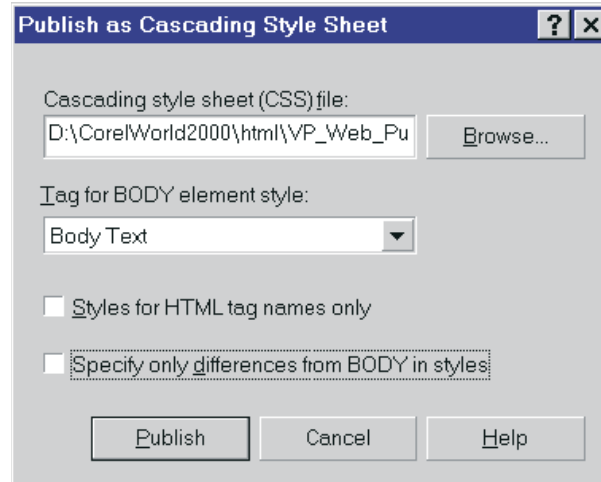 Publish as Cascading Style Sheet
Cascading style sheet (CSS) file:
D:\CorelWorld2000\html\VP_Web_Pu
Browse...
Tag for BODY element style:
Body Text
Styles for HTML tag names only
Specify only differences from BODY in styles
Publish Cancel Help